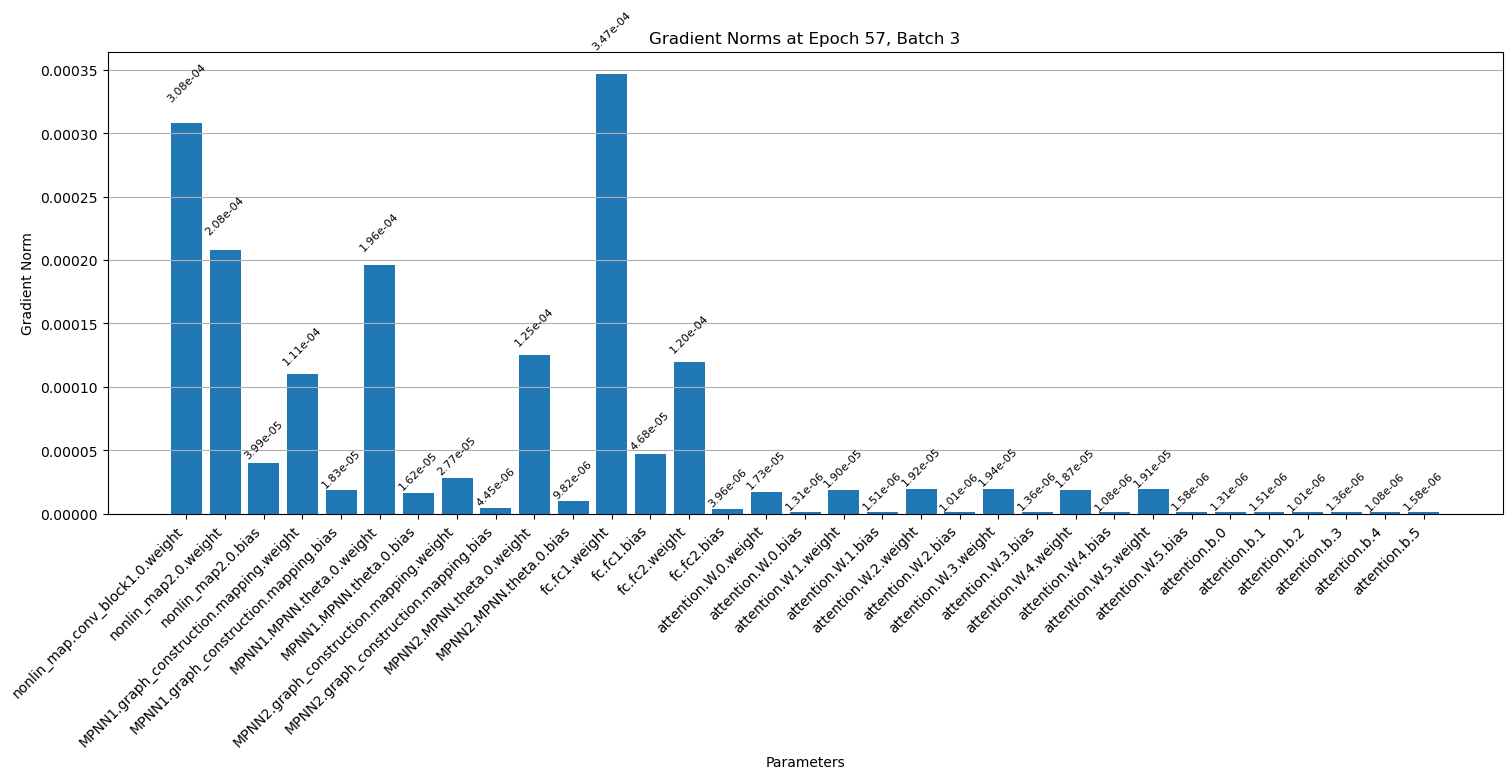 Gradient Norms at Epoch 57, Batch 3
Gradient Norm
0.00035
0.00030
0.00025
0.00020
0.00015
0.00010
0.00005
0.00000
3.08e-04
2.08e-04
3.99e-05
1.11e-04
1.83e-05
1.96e-04
1.62e-05
2.77e-05
4.45e-06
1.25e-04
9.82e-06
3.47e-04
4.68e-05
1.20e-04
3.96e-06
1.73e-05
1.31e-06
1.90e-05
1.51e-06
1.92e-05
1.01e-06
1.94e-05
1.36e-06
1.87e-05
1.08e-06
1.91e-05
1.58e-06
1.31e-06
1.51e-06
1.01e-06
1.36e-06
1.08e-06
1.58e-06
nonlin_map.conv_block1.0.weight
nonlin_map2.0.weight
nonlin_map2.0.bias
MPNN1.graph_construction.mapping.weight
MPNN1.graph_construction.mapping.bias
MPNN1.MPNN.theta.0.weight
MPNN1.MPNN.theta.0.bias
MPNN2.graph_construction.mapping.weight
MPNN2.graph_construction.mapping.bias
MPNN2.MPNN.theta.0.weight
MPNN2.MPNN.theta.0.bias
fc.fc1.weight
fc.fc1.bias
fc.fc2.weight
fc.fc2.bias
attention.W.0.weight
attention.W.0.bias
attention.W.1.weight
attention.W.1.bias
attention.W.2.weight
attention.W.2.bias
attention.W.3.weight
attention.W.3.bias
attention.W.4.weight
attention.W.4.bias
attention.W.5.weight
attention.W.5.bias
attention.b.0
attention.b.1
attention.b.2
attention.b.3
attention.b.4
attention.b.5
Parameters